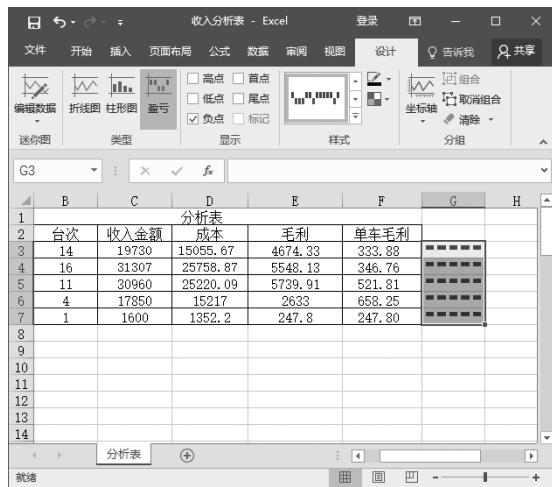 收入分析表 - Excel 登录
文件 开始 插入 页面布局 公式 数据 审阅 视图 设计 告诉我 共享
编辑数据 折线图 柱形图 盈亏 高点 首点 低点 尾点 负点 标记 坐标轴 组合 取消组合 清除
迷你图 类型 显示 样式 分组
G3 fx
B C D E F G H
1 分析表
2 台次 收入金额 成本 毛利 单车毛利
3 14 19730 15055.67 4674.33 333.88
4 16 31307 25758.87 5548.13 346.76
5 11 30960 25220.09 5739.91 521.81
6 4 17850 15217 2633 658.25
7 1 1600 1352.2 247.8 247.80
8
9
10
11
12
13
14
分析表
就绪